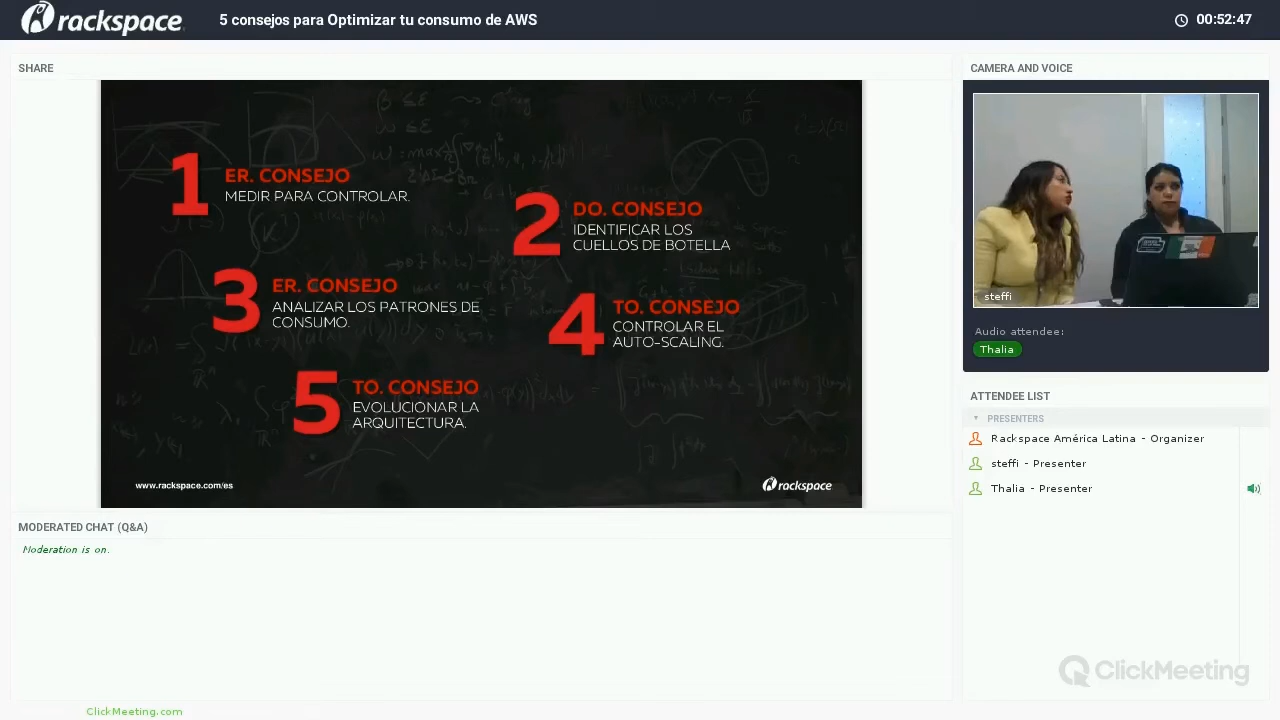 rackspace
5 consejos para Optimizar tu consumo de AWS
00:52:47
SHARE
1 ER. CONSEJO
MEDIR PARA CONTROLAR.
2 DO. CONSEJO
IDENTIFICAR LOS
CUELLOS DE BOTELLA
3 ER. CONSEJO
ANALIZAR LOS PATRONES DE
CONSUMO.
4 TO. CONSEJO
CONTROLAR EL
AUTO-SCALING.
5 TO. CONSEJO
EVOLUCIONAR LA
ARQUITECTURA.
www.rackspace.com/es
rackspace
MODERATED CHAT (Q&A)
Moderation is on.
CAMERA AND VOICE
steffi
Audio attendee:
Thalia
ATTENDEE LIST
PRESENTERS
Rackspace América Latina - Organizer
steffi - Presenter
Thalia - Presenter
ClickMeeting
ClickMeeting.com